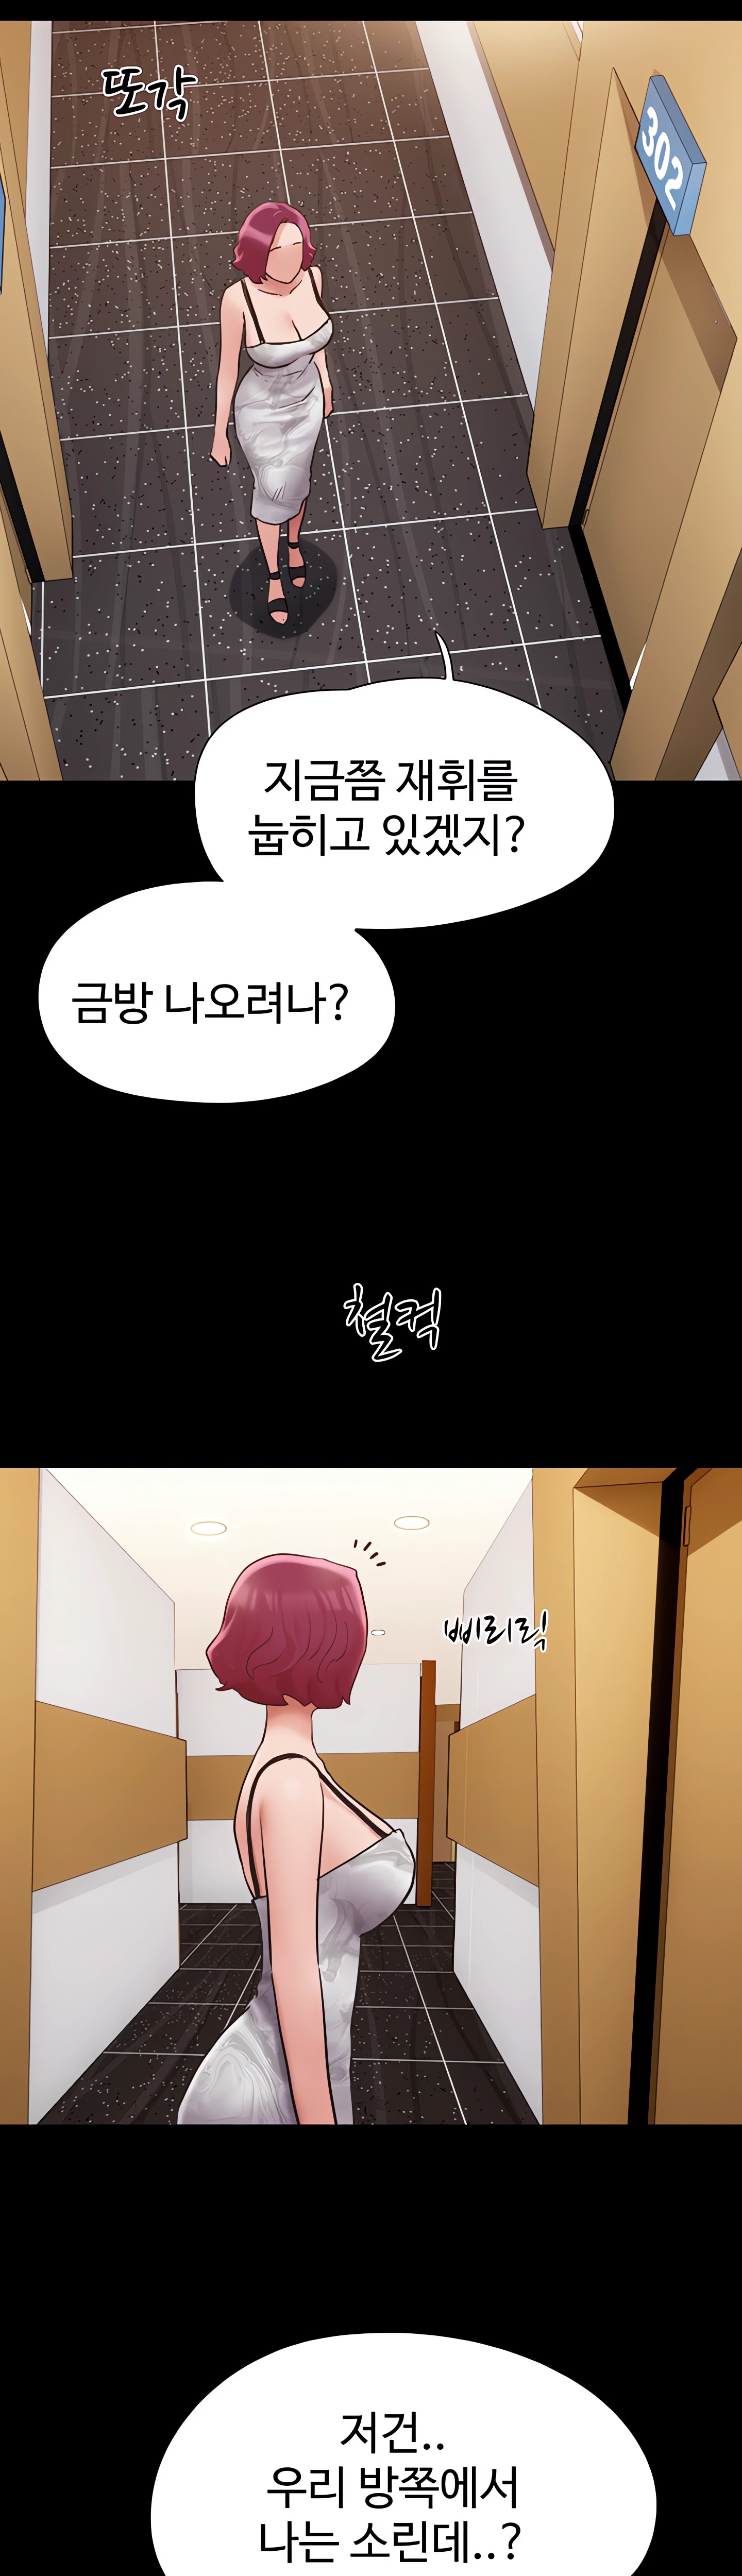 또각
302
지금쯤 재휘를
눕히고 있겠지?
금방 나오려나?
철컥
삐리릭
저건..
우리 방쪽에서
나는 소린데..?